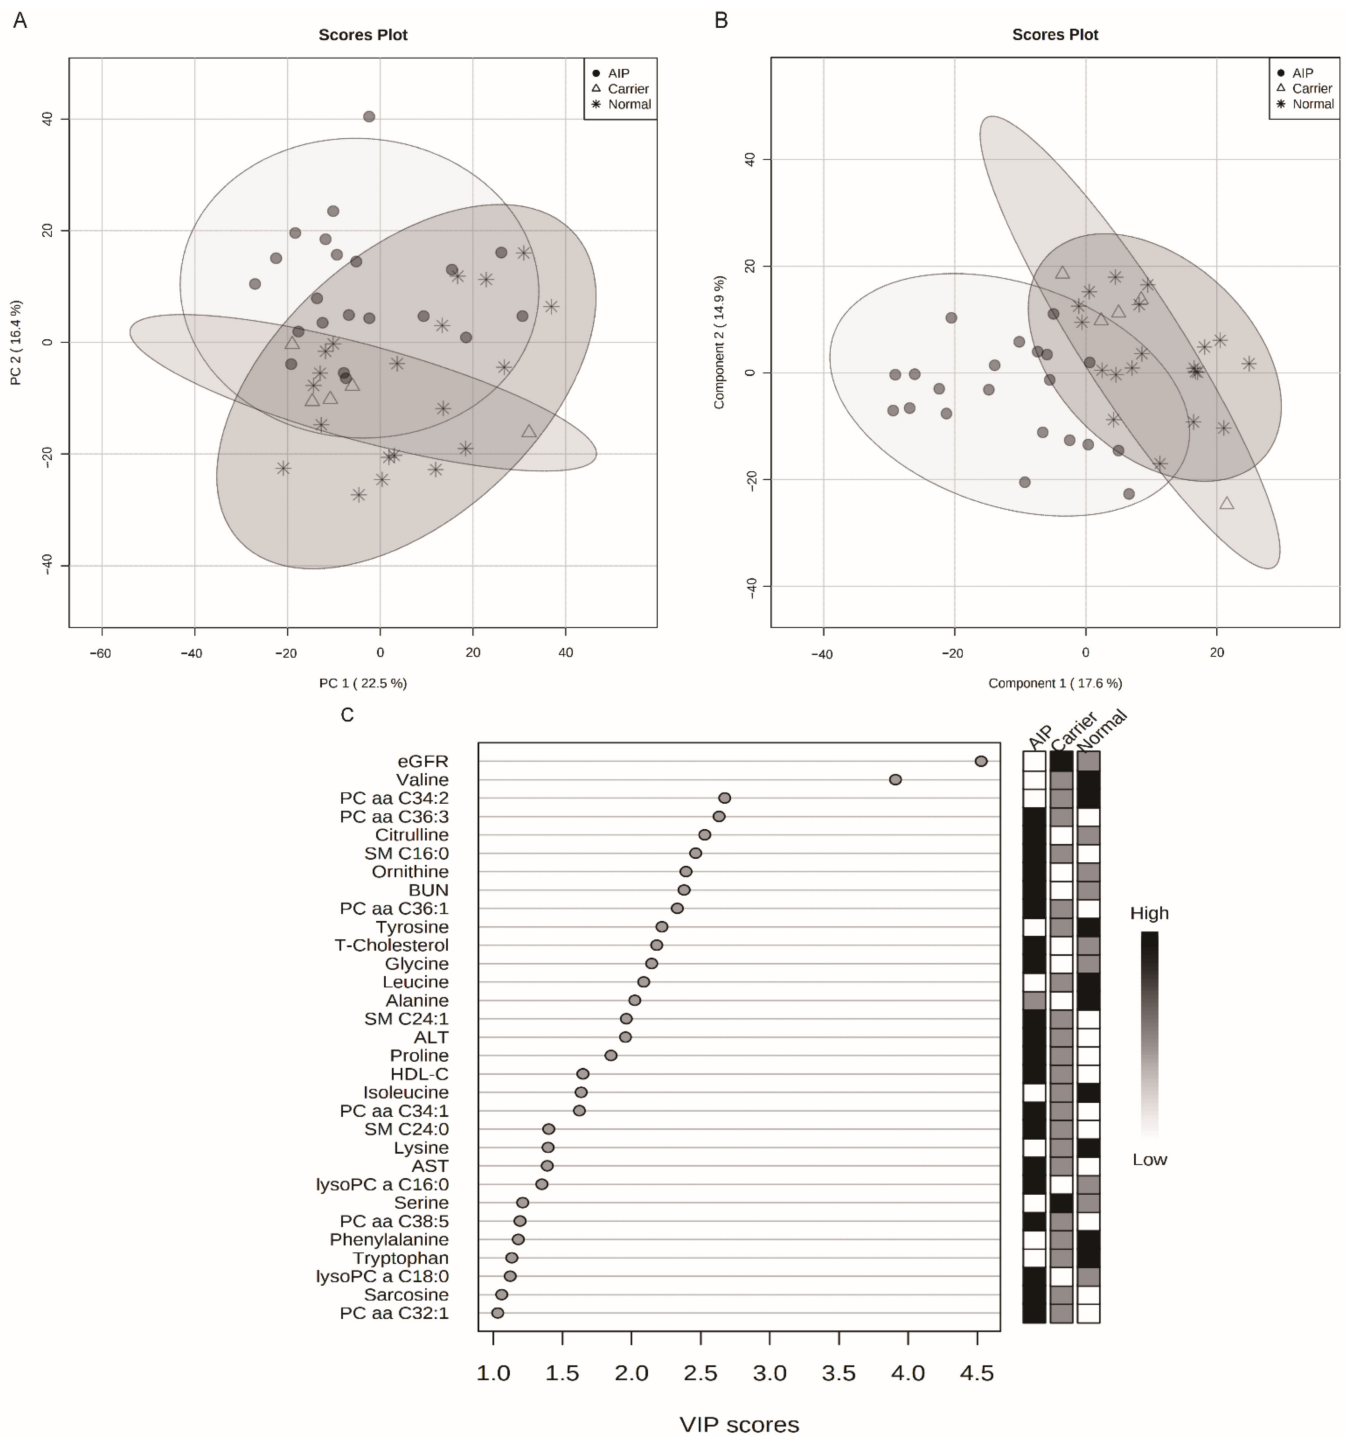 A
Scores Plot
AIP
Carrier
Normal
40
20
0
−20
−40
PC 2 ( 16.4 %)
−60
−40
−20
0
20
40
PC 1 ( 22.5 %)
B
Scores Plot
AIP
Carrier
Normal
40
20
0
−20
−40
Component 2 ( 14.9 %)
−40
−20
0
20
Component 1 ( 17.6 %)
C
AIP
Carrier
Normal
eGFR
Valine
PC aa C34:2
PC aa C36:3
Citrulline
SM C16:0
Ornithine
BUN
PC aa C36:1
Tyrosine
T-Cholesterol
Glycine
Leucine
Alanine
SM C24:1
ALT
Proline
HDL-C
Isoleucine
PC aa C34:1
SM C24:0
Lysine
AST
lysoPC a C16:0
Serine
PC aa C38:5
Phenylalanine
Tryptophan
lysoPC a C18:0
Sarcosine
PC aa C32:1
High
Low
1.0 1.5 2.0 2.5 3.0 3.5 4.0 4.5
VIP scores